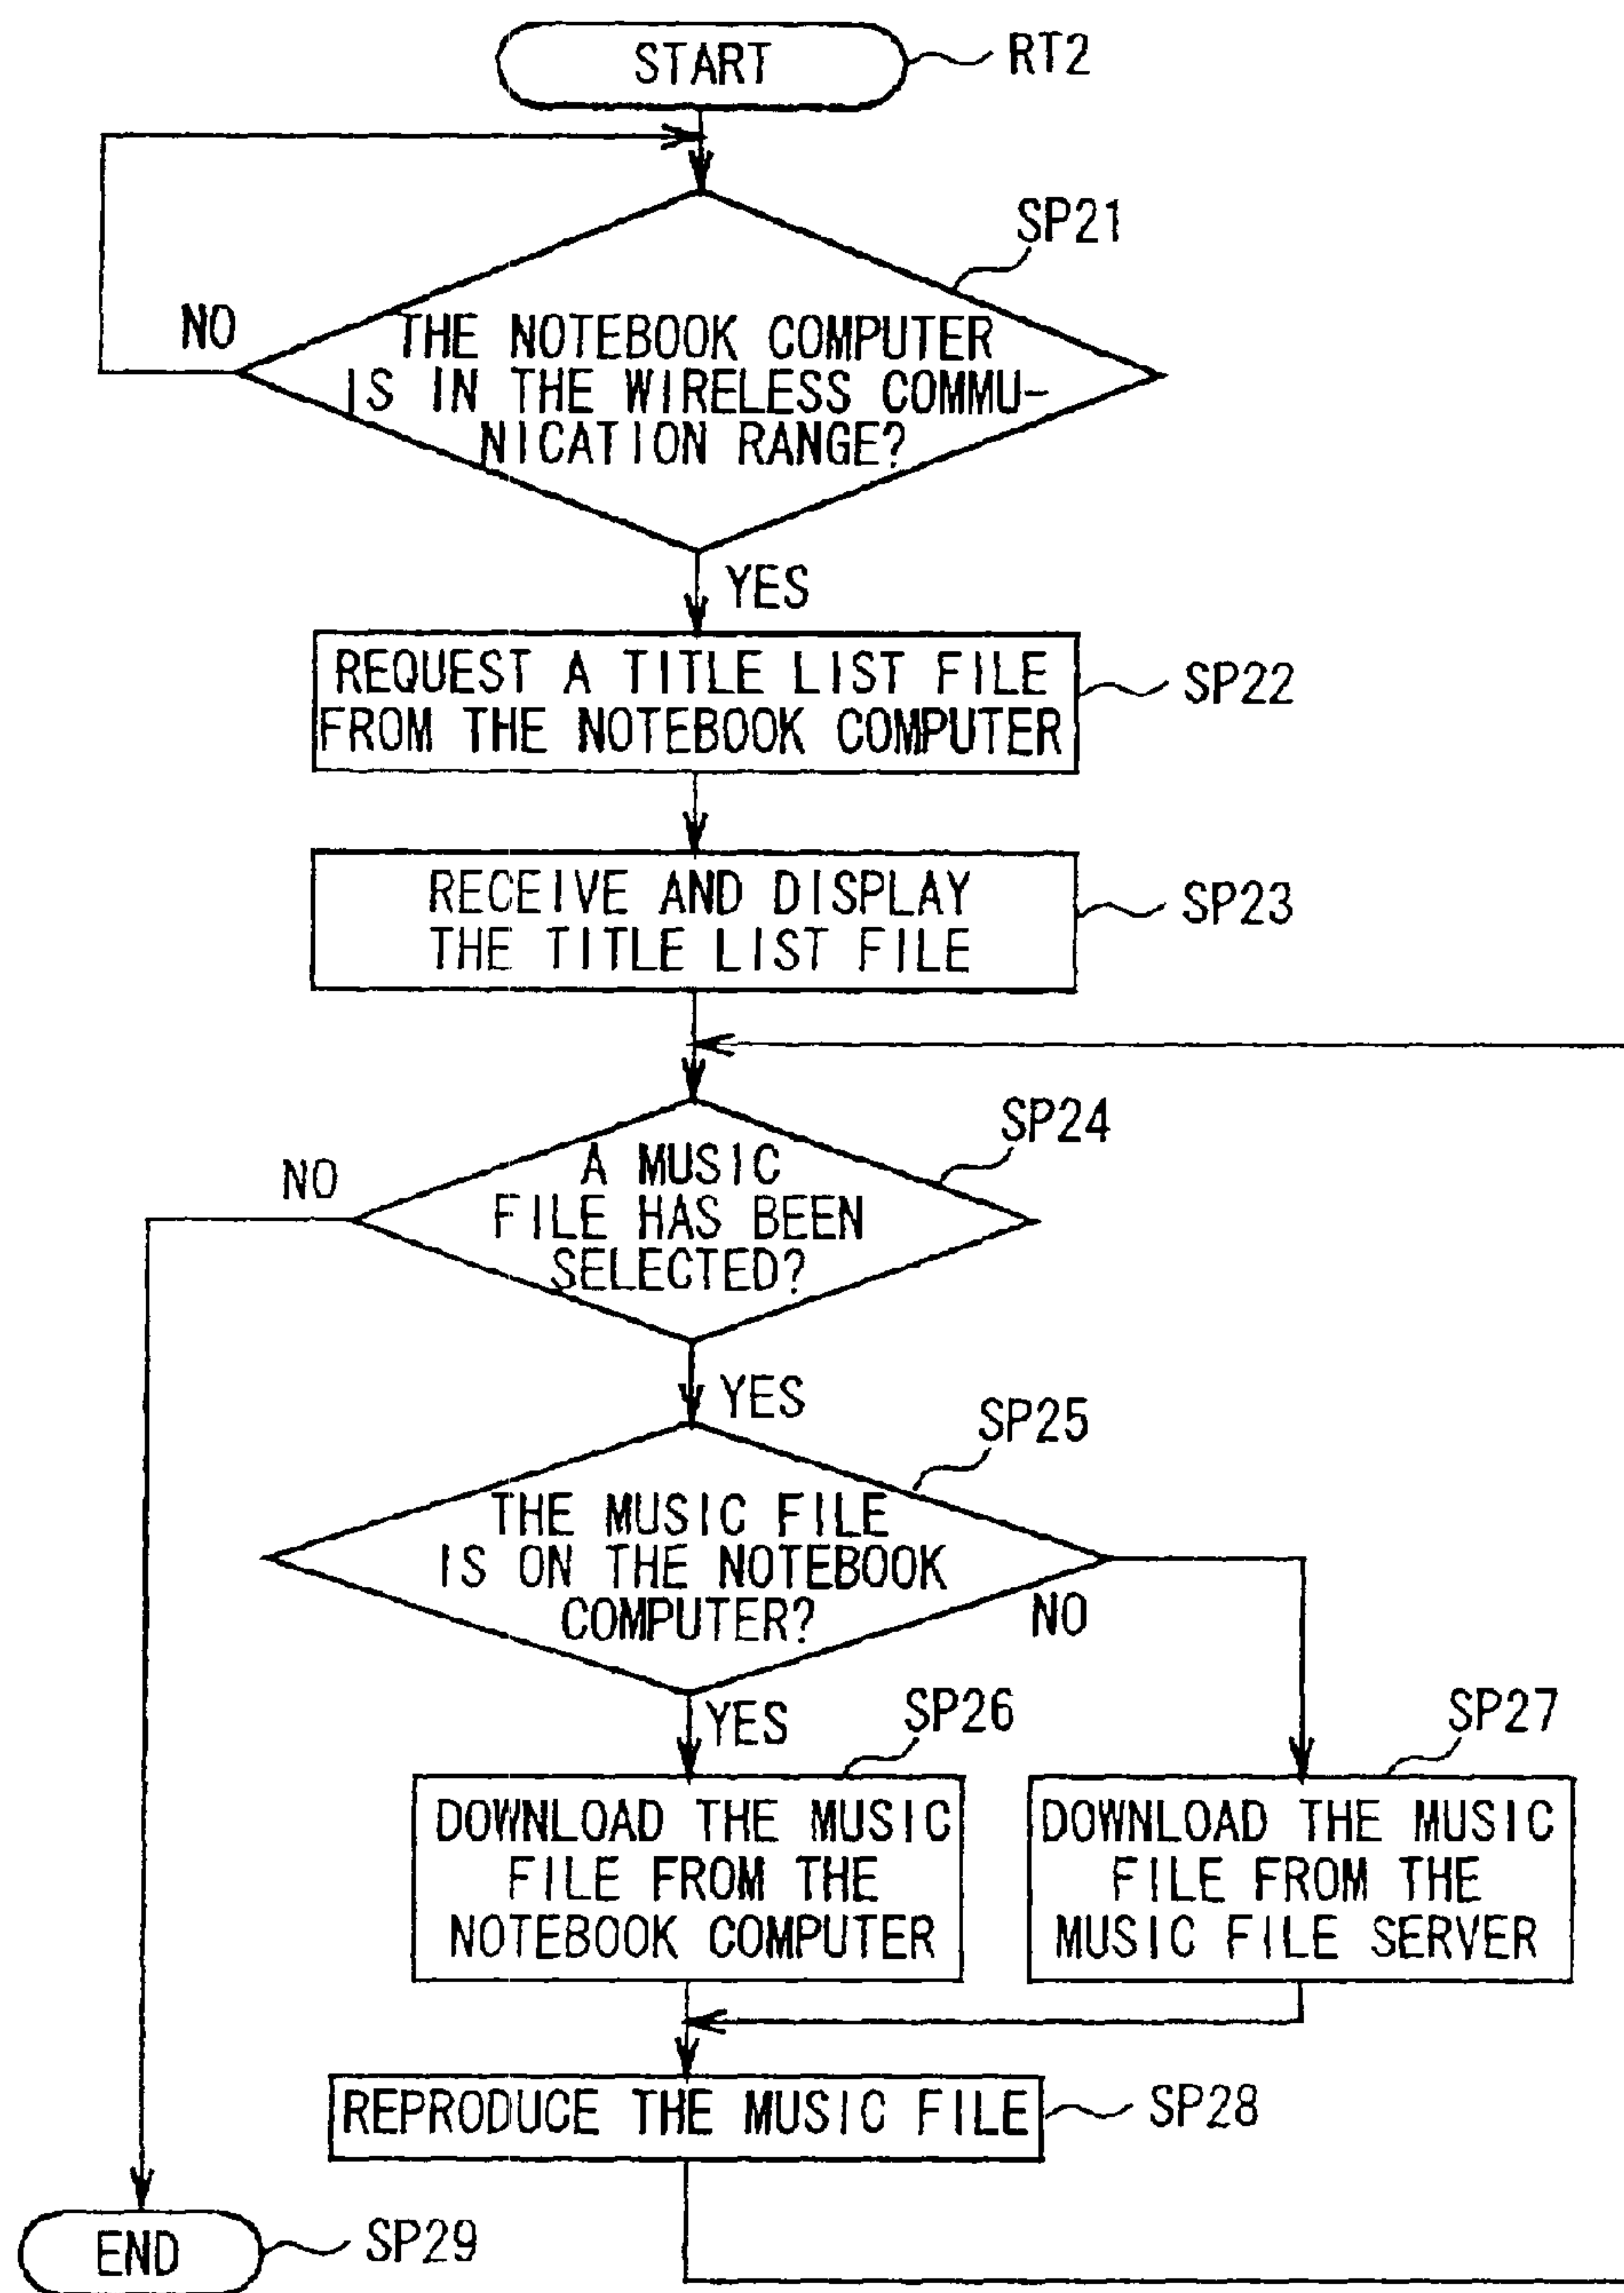 START
RT2
SP21
NO
THE NOTEBOOK COMPUTER
IS IN THE WIRELESS COMMU-
NICATION RANGE?
YES
REQUEST A TITLE LIST FILE
FROM THE NOTEBOOK COMPUTER
SP22
RECEIVE AND DISPLAY
THE TITLE LIST FILE
SP23
SP24
NO
A MUSIC
FILE HAS BEEN
SELECTED?
YES
SP25
THE MUSIC FILE
IS ON THE NOTEBOOK
COMPUTER?
NO
YES
SP26
SP27
DOWNLOAD THE MUSIC
FILE FROM THE
NOTEBOOK COMPUTER
DOWNLOAD THE MUSIC
FILE FROM THE
MUSIC FILE SERVER
REPRODUCE THE MUSIC FILE
SP28
END
SP29